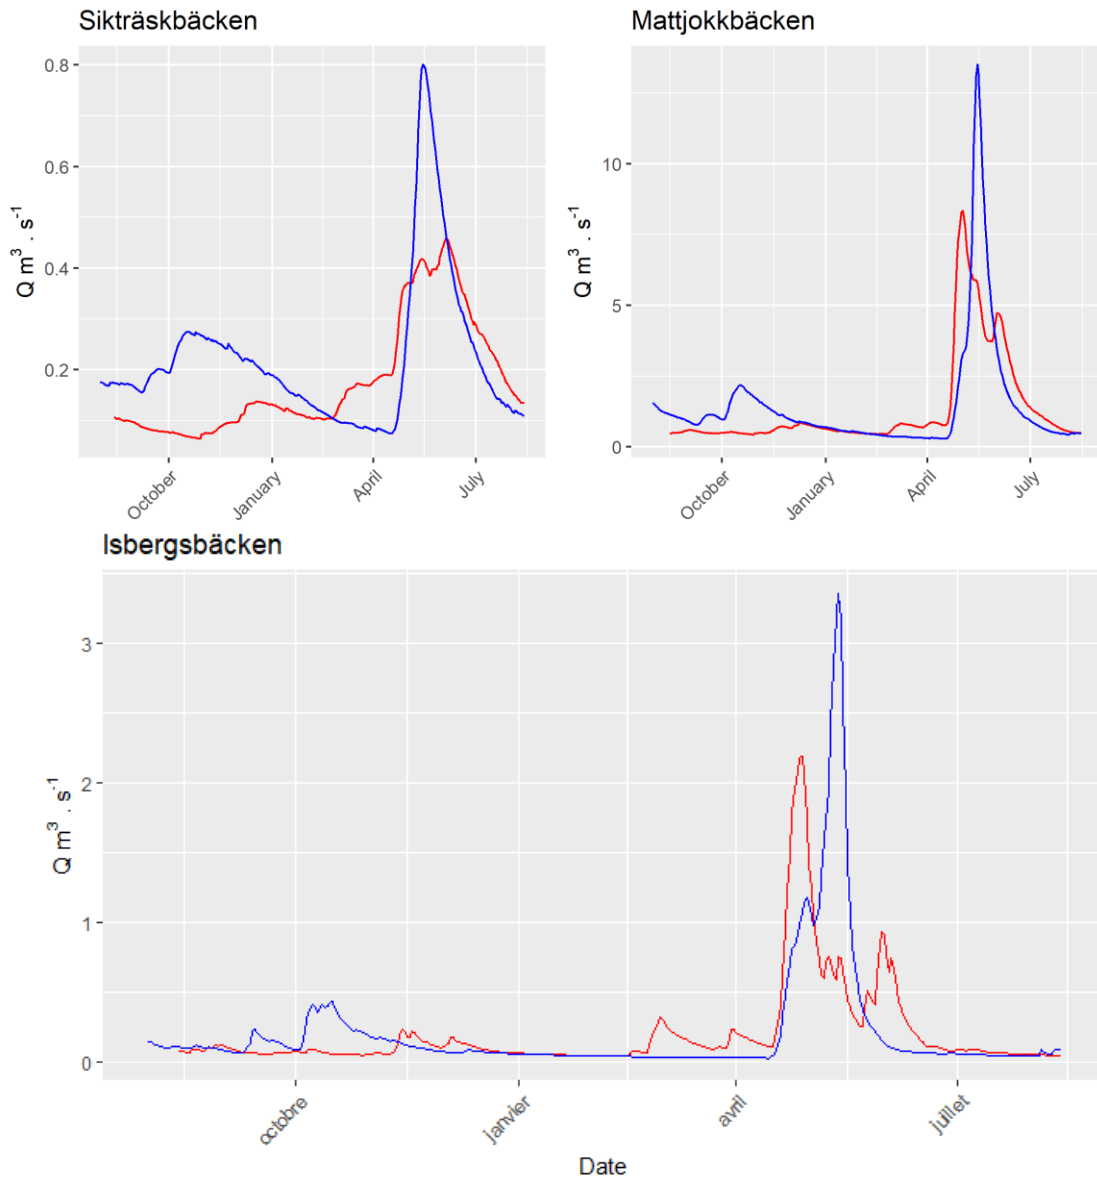 Sikträskbäcken
Mattjokkbäcken
0.8
0.6
0.4
0.2
Q m³ . s⁻¹
October
January
April
July
10
5
0
Q m³ . s⁻¹
October
January
April
July
Isbergsbäcken
3
2
1
0
Q m³ . s⁻¹
octobre
janvier
avril
juillet
Date